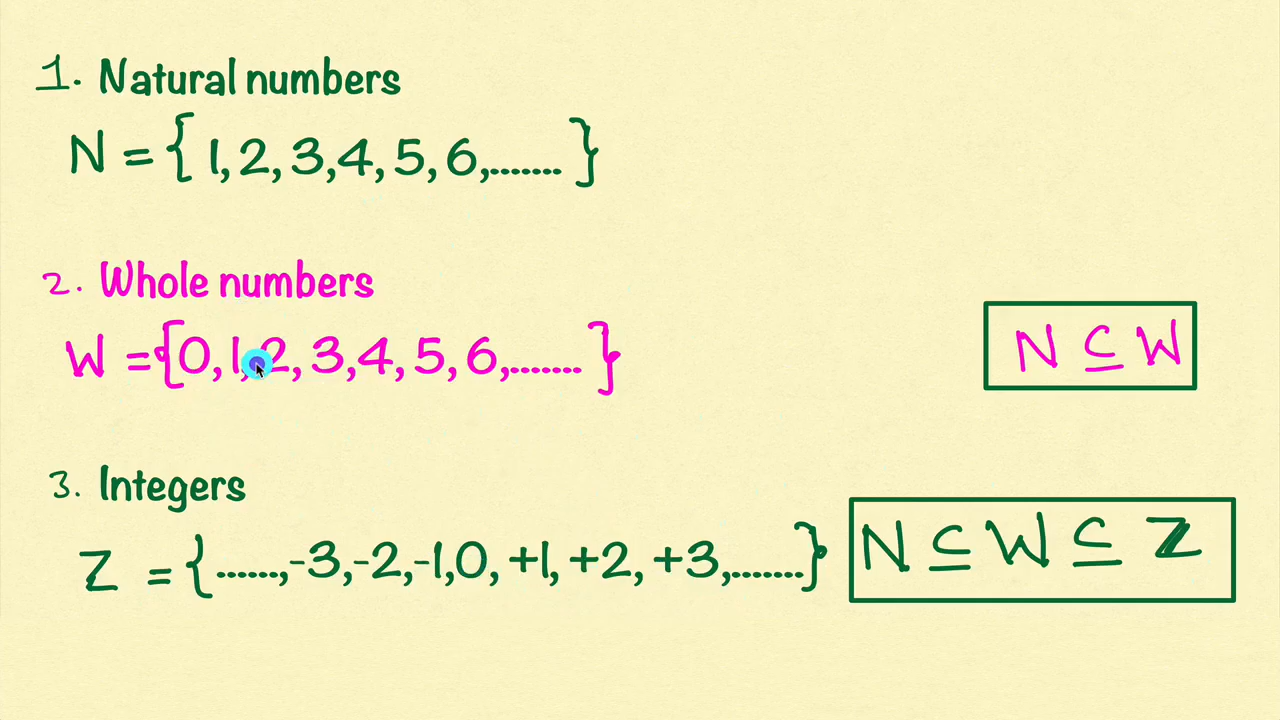 1. Natural numbers
N = { 1, 2, 3, 4, 5, 6, ....... }
2. Whole numbers
W = {0, 1, 2, 3, 4, 5, 6, ....... }
N ⊆ W
3. Integers
Z = { ......, -3, -2, -1, 0, +1, +2, +3, ....... }
N ⊆ W ⊆ Z